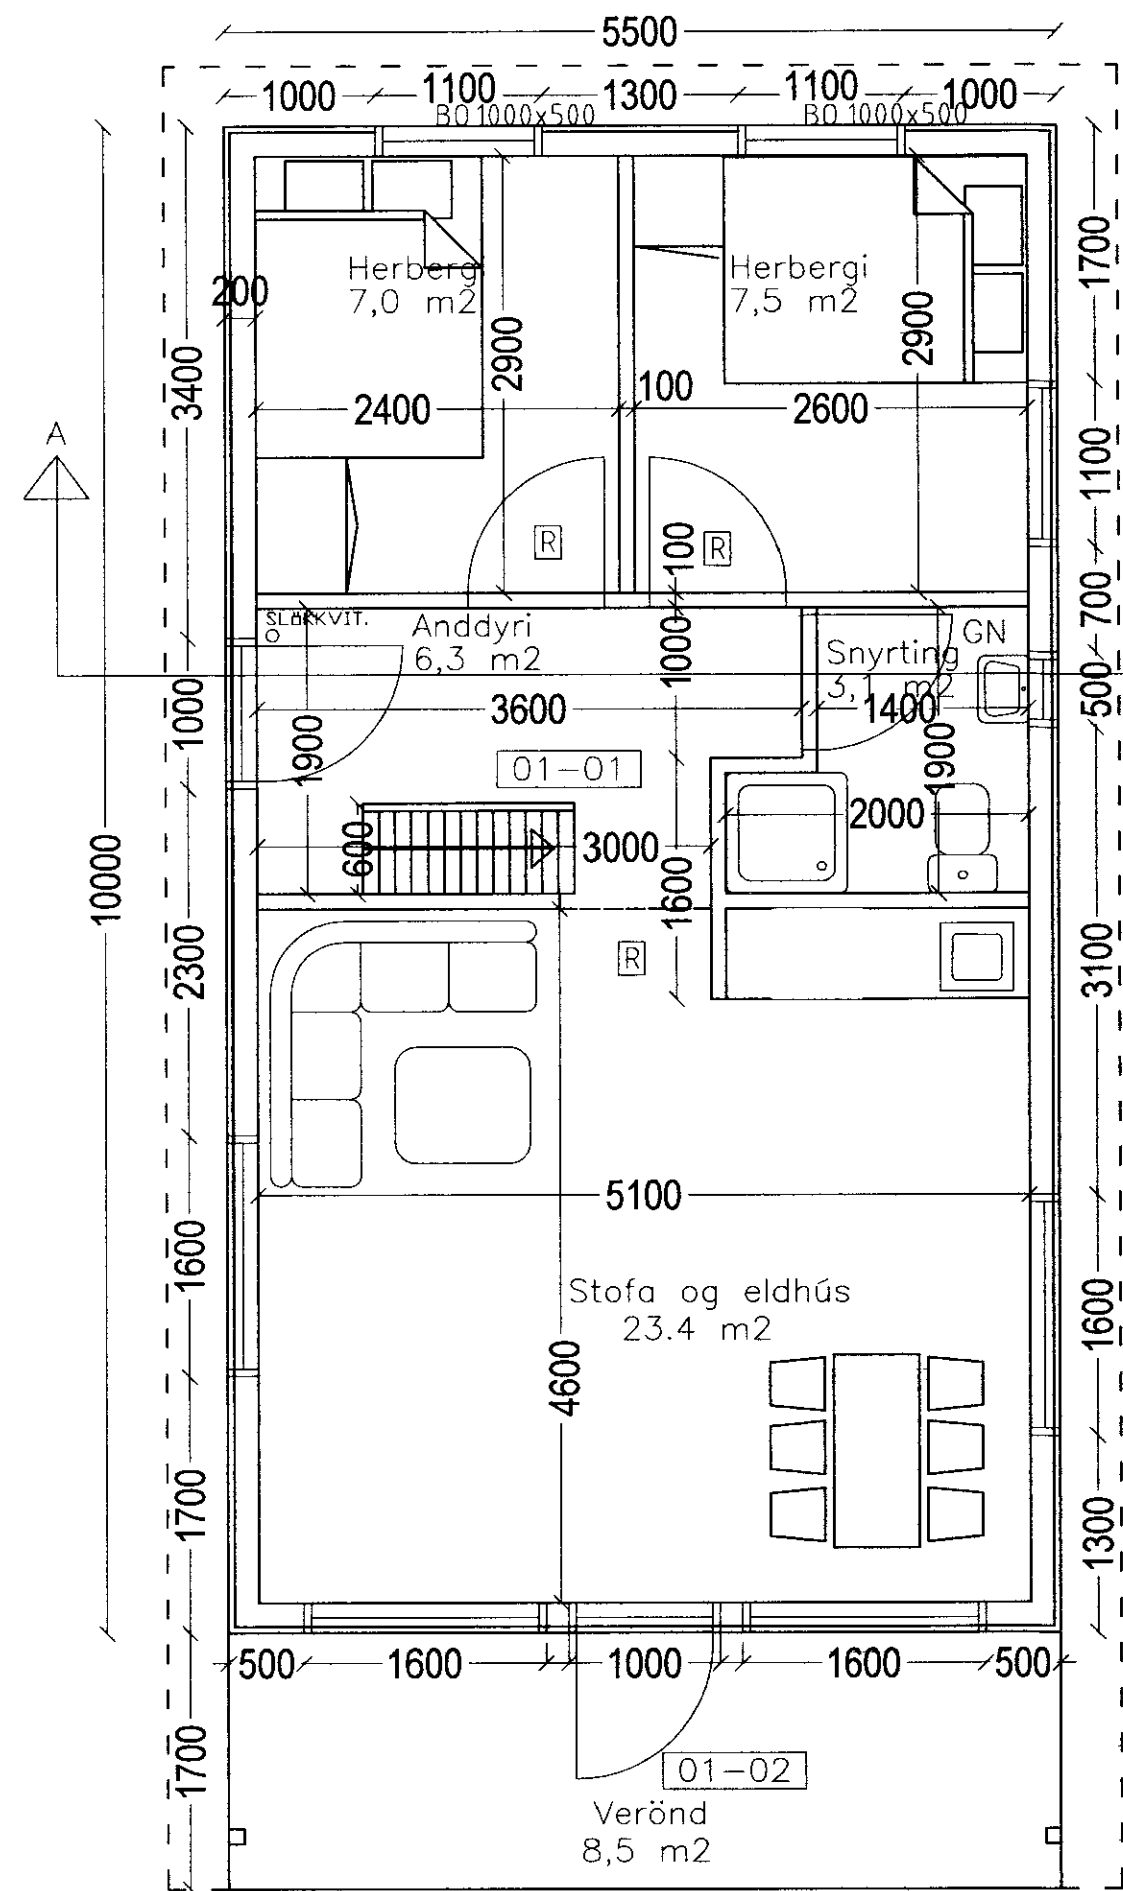 5500
1000 1100 1300 1100 1000
BO 1000x500 BO 1000x500
Herbergi
7,0 m2
Herbergi
7,5 m2
200
1700
2900
2900
3400
2400
100
2600
A
1100
R
R
100
700
SLÖKKVIT.
Anddyri
6,3 m2
1000
GN
Snyrting
3,1 m2
500
1000
3600
1400
1900
1900
01-01
600
3000
2000
10000
1600
2300
R
3100
5100
1600
Stofa og eldhús
23.4 m2
1600
4600
1700
1300
500 1600 1000 1600 500
1700
01-02
Verönd
8,5 m2